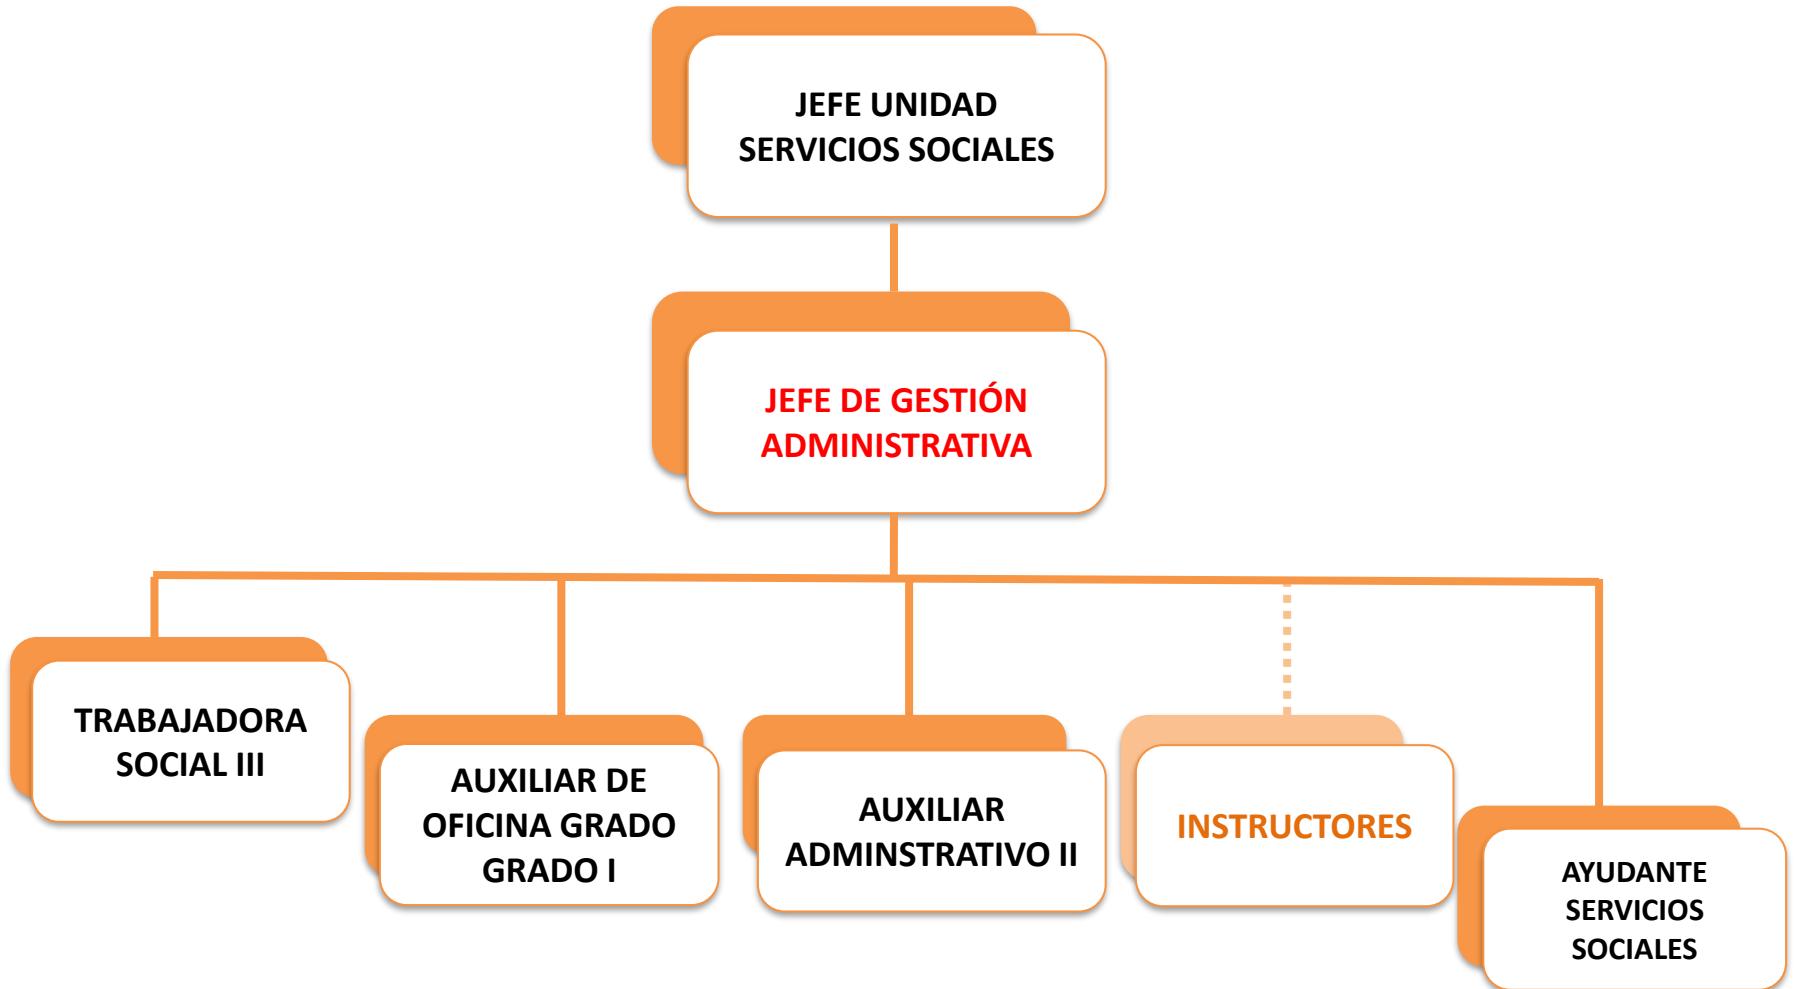 JEFE UNIDAD
SERVICIOS SOCIALES
JEFE DE GESTIÓN
ADMINISTRATIVA
TRABAJADORA
SOCIAL III
AUXILIAR DE
OFICINA GRADO
GRADO I
AUXILIAR
ADMINSTRATIVO II
INSTRUCTORES
AYUDANTE
SERVICIOS
SOCIALES